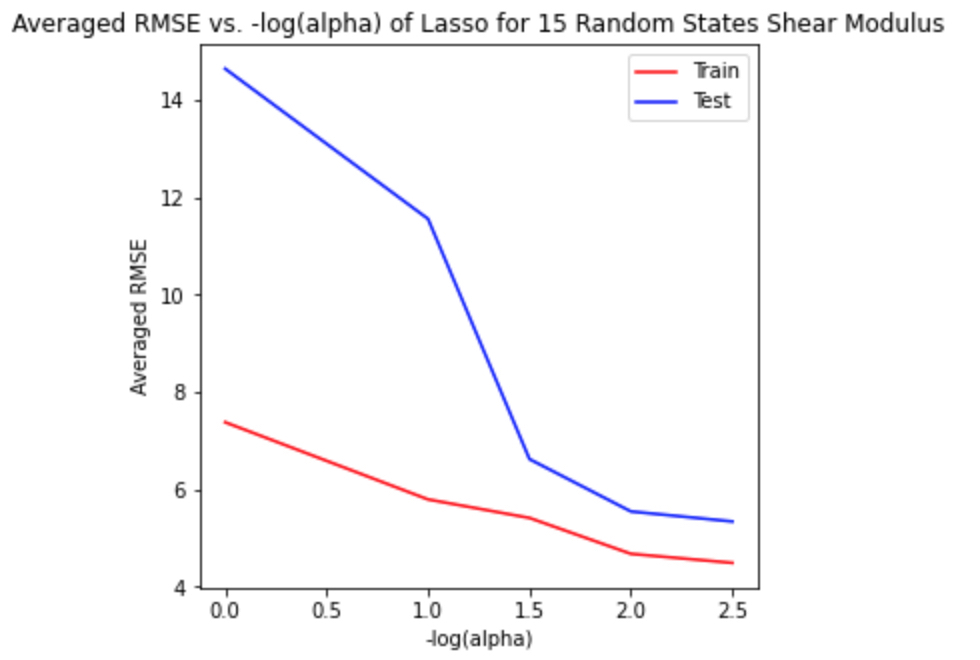 Averaged RMSE vs. -log(alpha) of Lasso for 15 Random States Shear Modulus
Train
Test
14
12
10
8
6
4
Averaged RMSE
0.0 0.5 1.0 1.5 2.0 2.5
-log(alpha)